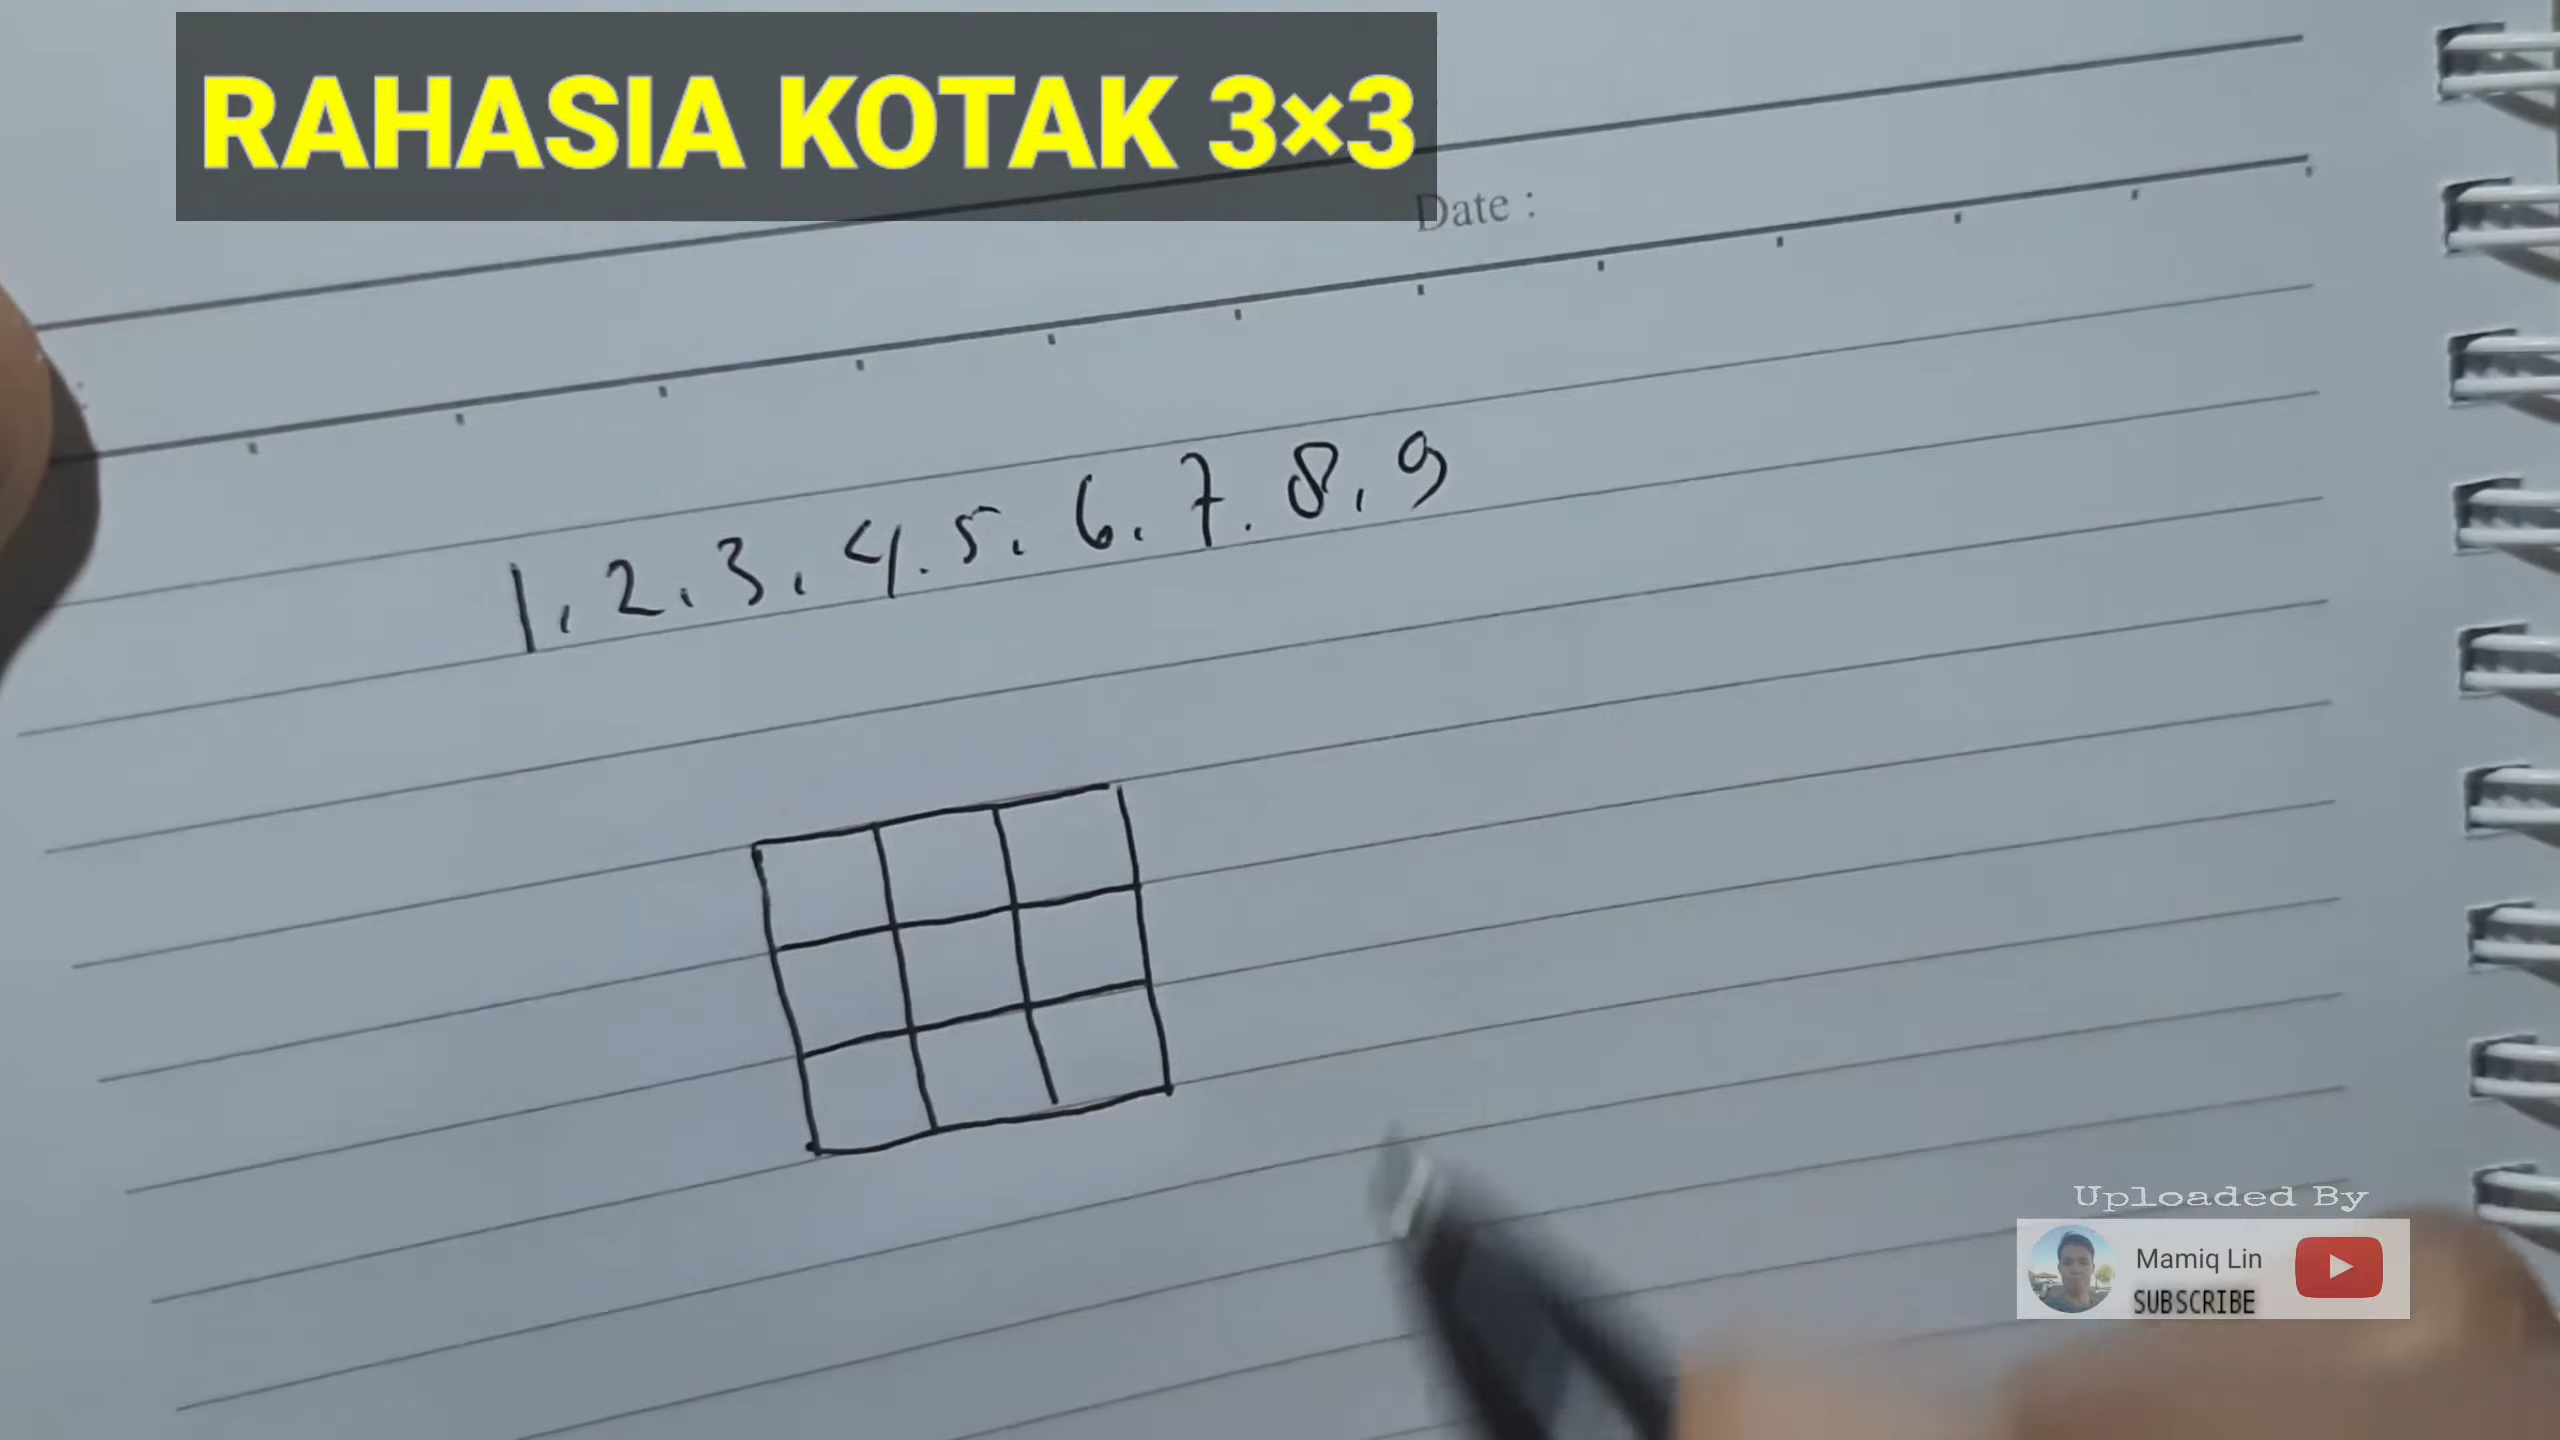 RAHASIA KOTAK 3×3
Date :
1, 2, 3, 4. 5. 6. 7. 8, 9
Uploaded By
Mamiq Lin
SUBSCRIBE